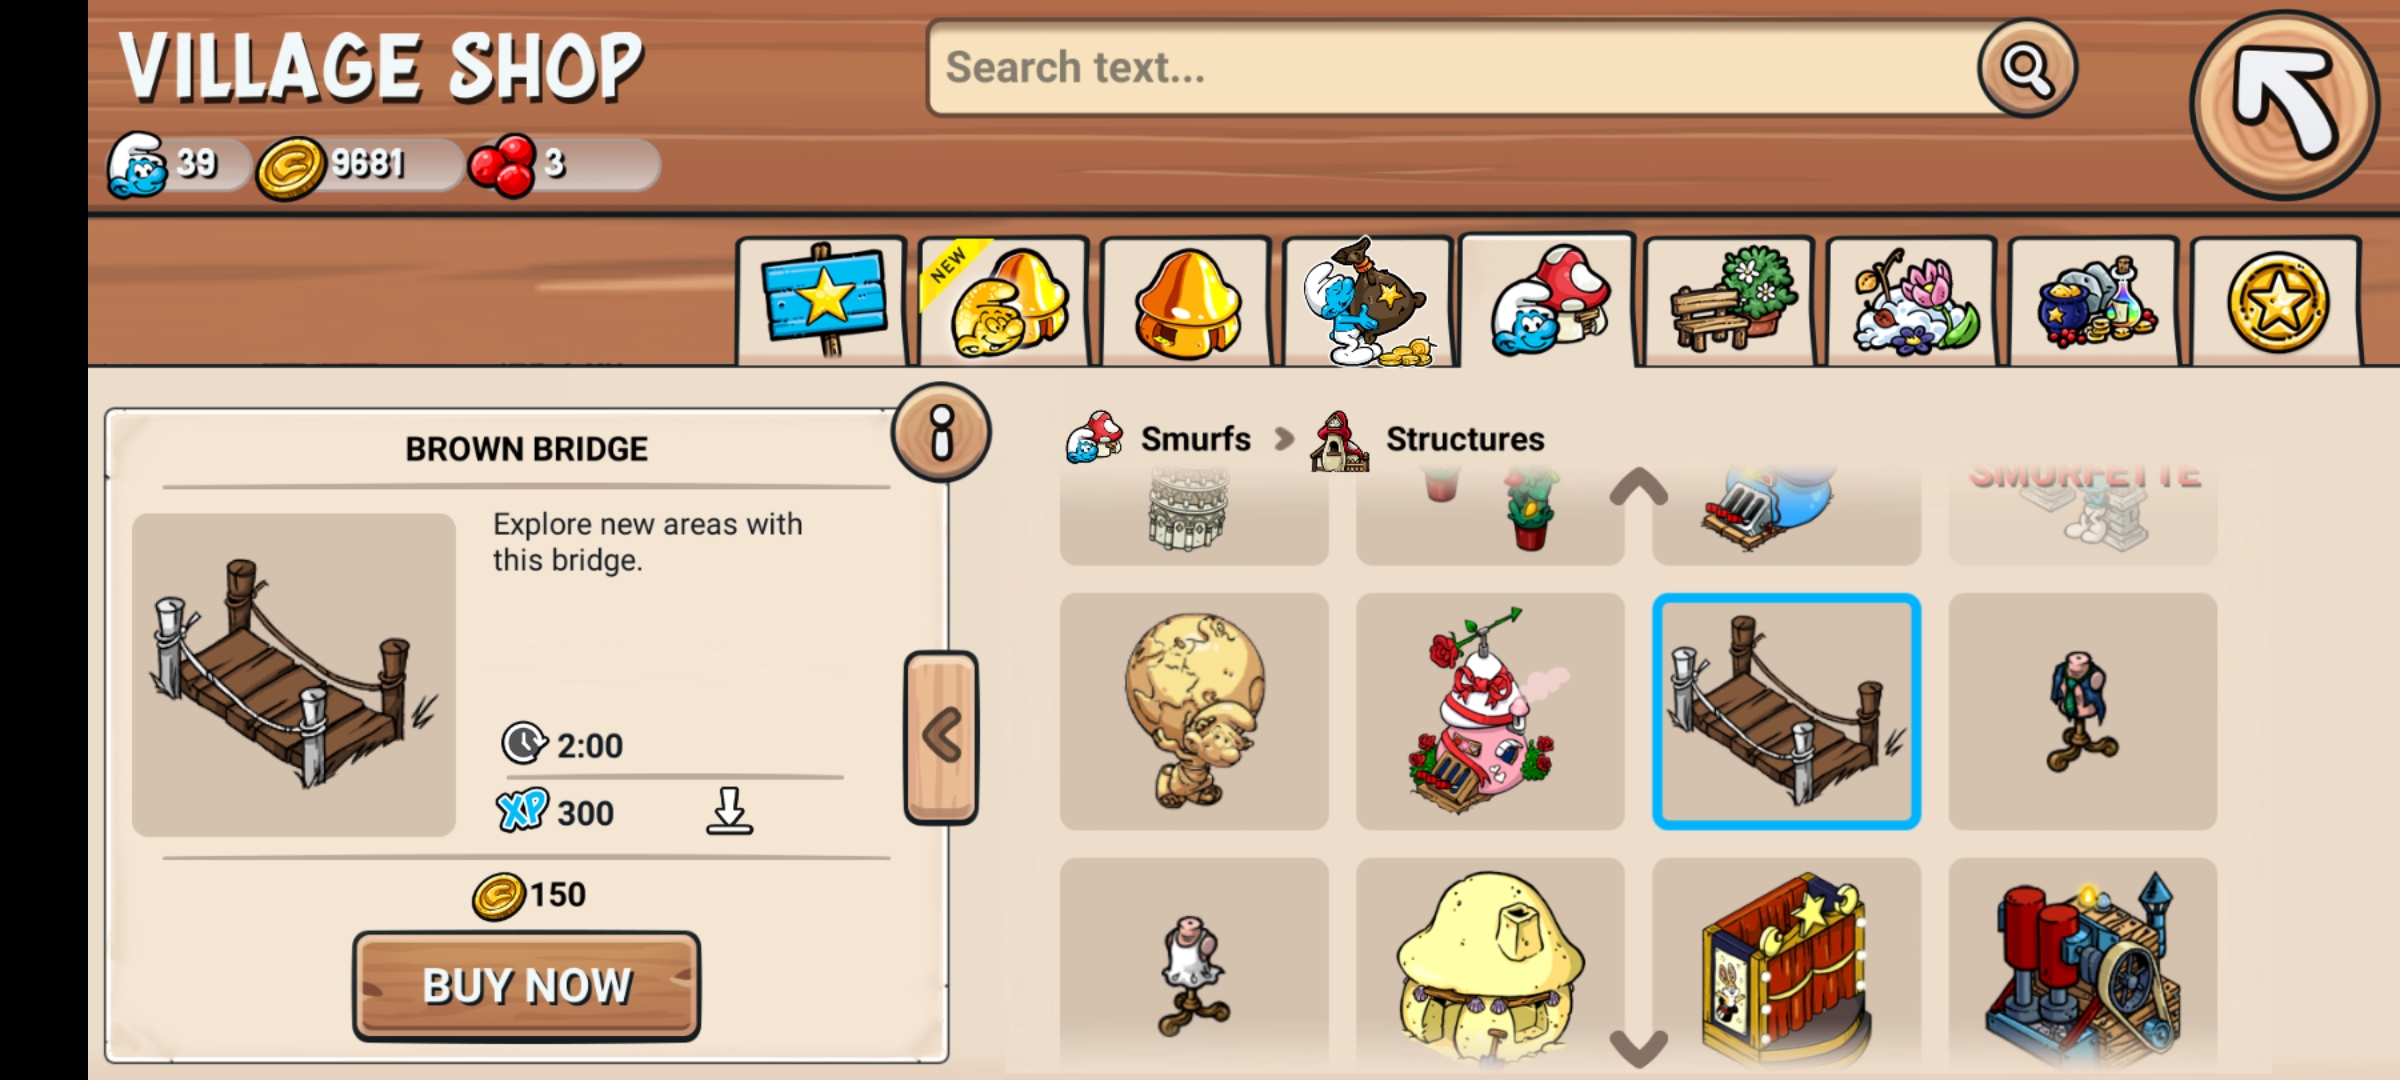 VILLAGE SHOP
Search text...
39
9681
3
NEW
BROWN BRIDGE
Explore new areas with
this bridge.
2:00
XP 300
150
BUY NOW
Smurfs
Structures
SMURFETTE